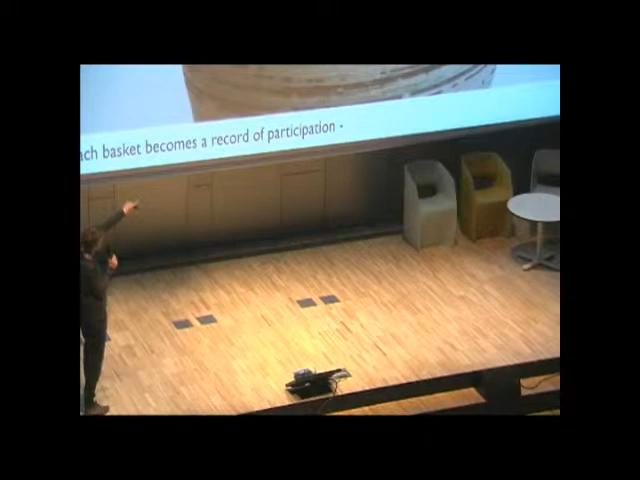 ach basket becomes a record of participation -